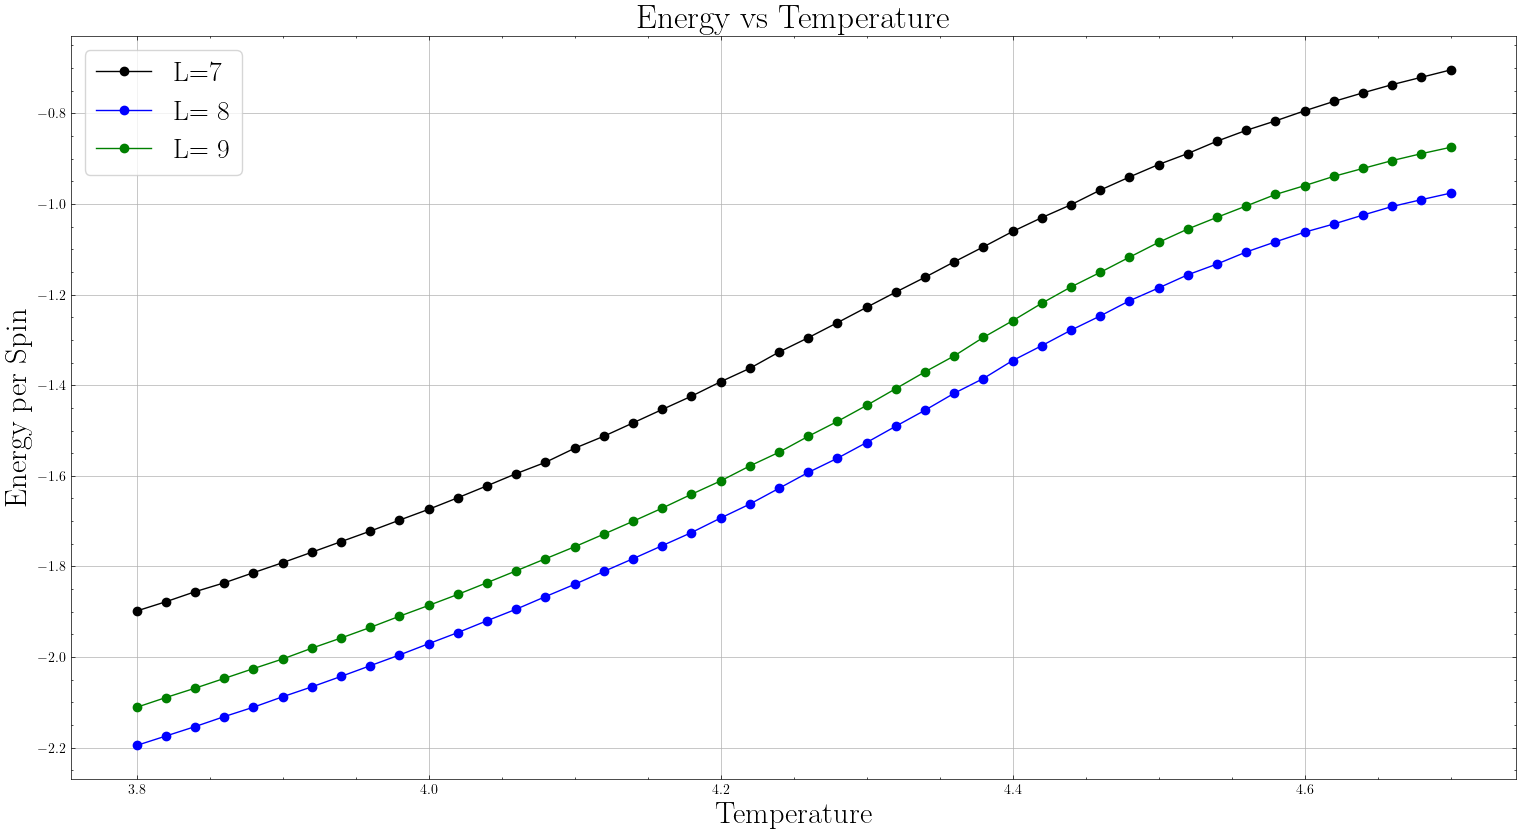 Energy vs Temperature
L=7
L= 8
L= 9
Energy per Spin
−0.8
−1.0
−1.2
−1.4
−1.6
−1.8
−2.0
−2.2
3.8 4.0 4.2 4.4 4.6
Temperature